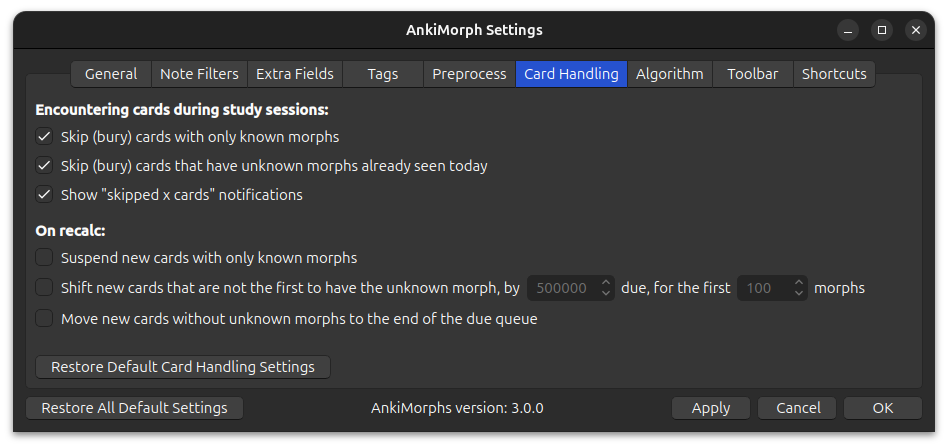 AnkiMorph Settings
General Note Filters Extra Fields Tags Preprocess Card Handling Algorithm Toolbar Shortcuts
Encountering cards during study sessions:
Skip (bury) cards with only known morphs
Skip (bury) cards that have unknown morphs already seen today
Show "skipped x cards" notifications
On recalc:
Suspend new cards with only known morphs
Shift new cards that are not the first to have the unknown morph, by 500000 due, for the first 100 morphs
Move new cards without unknown morphs to the end of the due queue
Restore Default Card Handling Settings
Restore All Default Settings AnkiMorphs version: 3.0.0 Apply Cancel OK